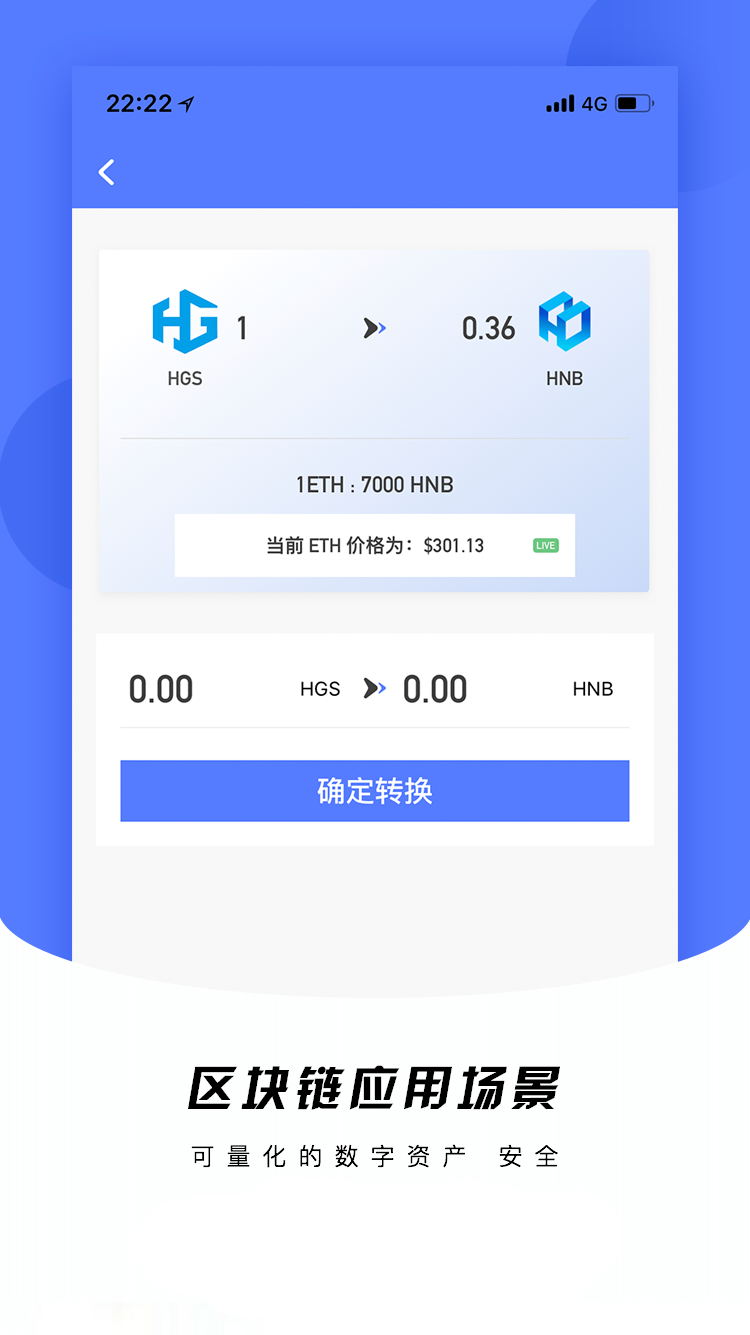 22:22 4G
1 0.36
HGS HNB
1ETH : 7000 HNB
当前 ETH 价格为： $301.13 LIVE
0.00 HGS 0.00 HNB
确定转换
区块链应用场景
可量化的数字资产 安全